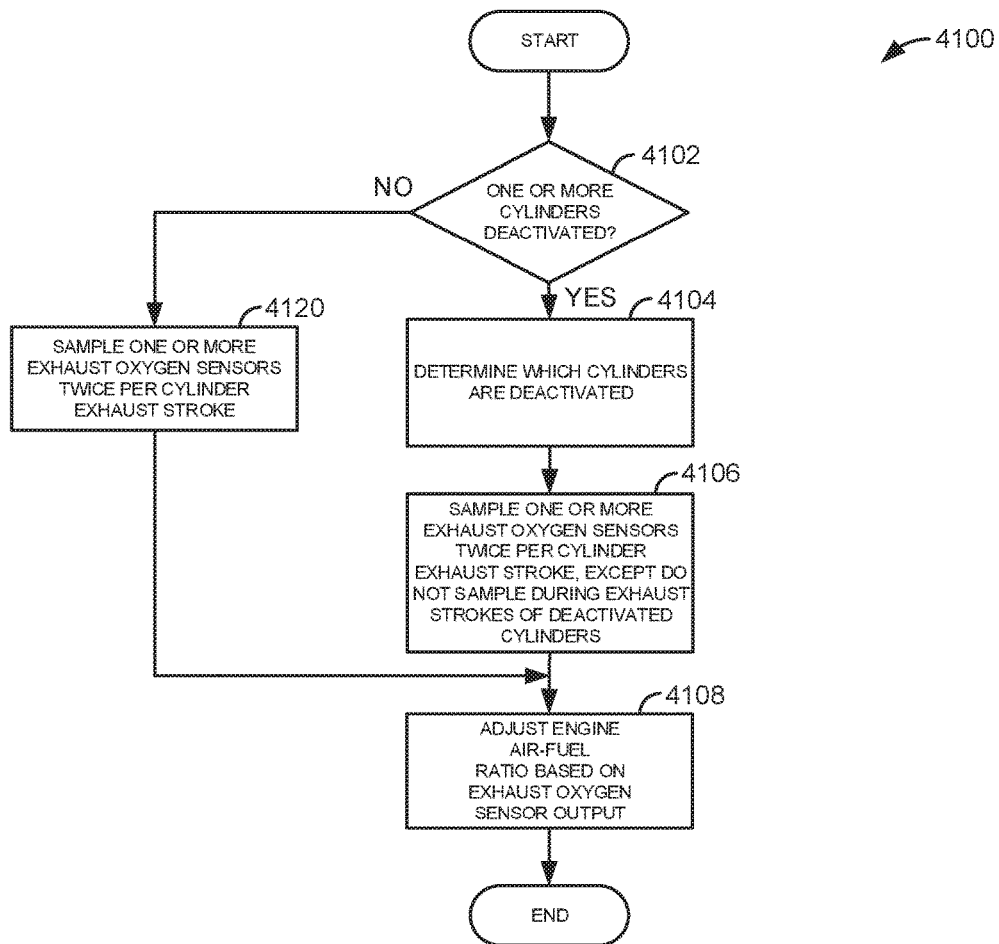 START
4100
4102
ONE OR MORE
CYLINDERS
DEACTIVATED?
NO
YES
4120
SAMPLE ONE OR MORE
EXHAUST OXYGEN SENSORS
TWICE PER CYLINDER
EXHAUST STROKE
4104
DETERMINE WHICH CYLINDERS
ARE DEACTIVATED
4106
SAMPLE ONE OR MORE
EXHAUST OXYGEN SENSORS
TWICE PER CYLINDER
EXHAUST STROKE, EXCEPT DO
NOT SAMPLE DURING EXHAUST
STROKES OF DEACTIVATED
CYLINDERS
4108
ADJUST ENGINE
AIR-FUEL
RATIO BASED ON
EXHAUST OXYGEN
SENSOR OUTPUT
END